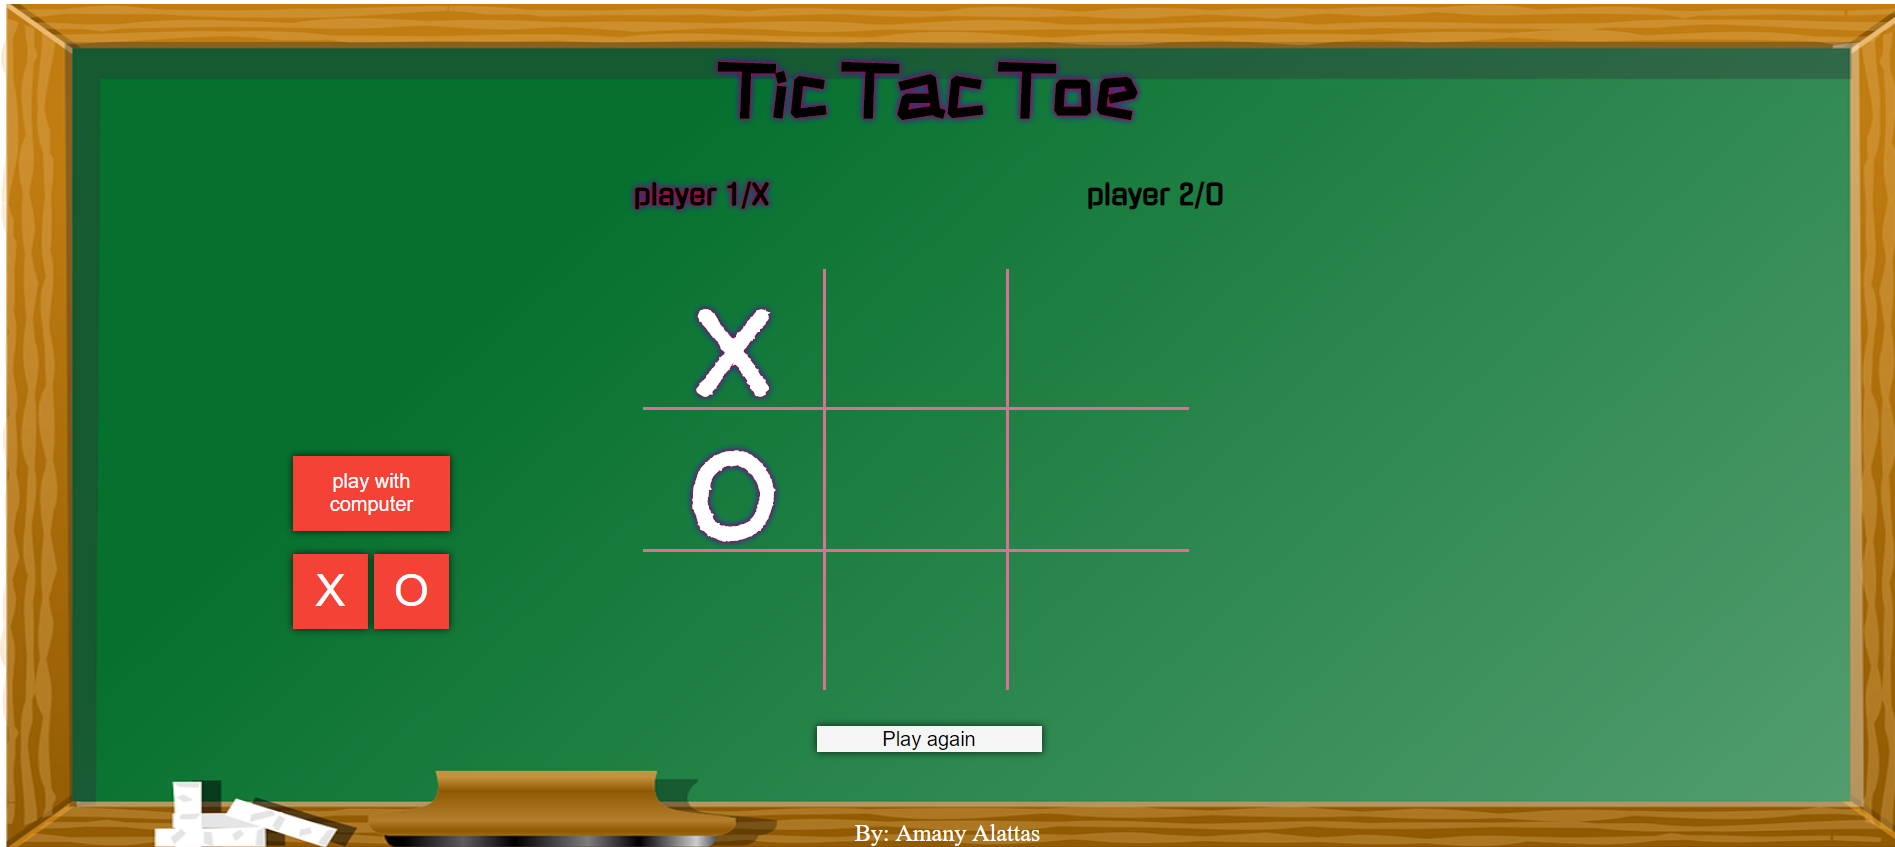 Tic Tac Toe
player 1/X
player 2/O
X
O
play with
computer
X
O
Play again
By: Amany Alattas